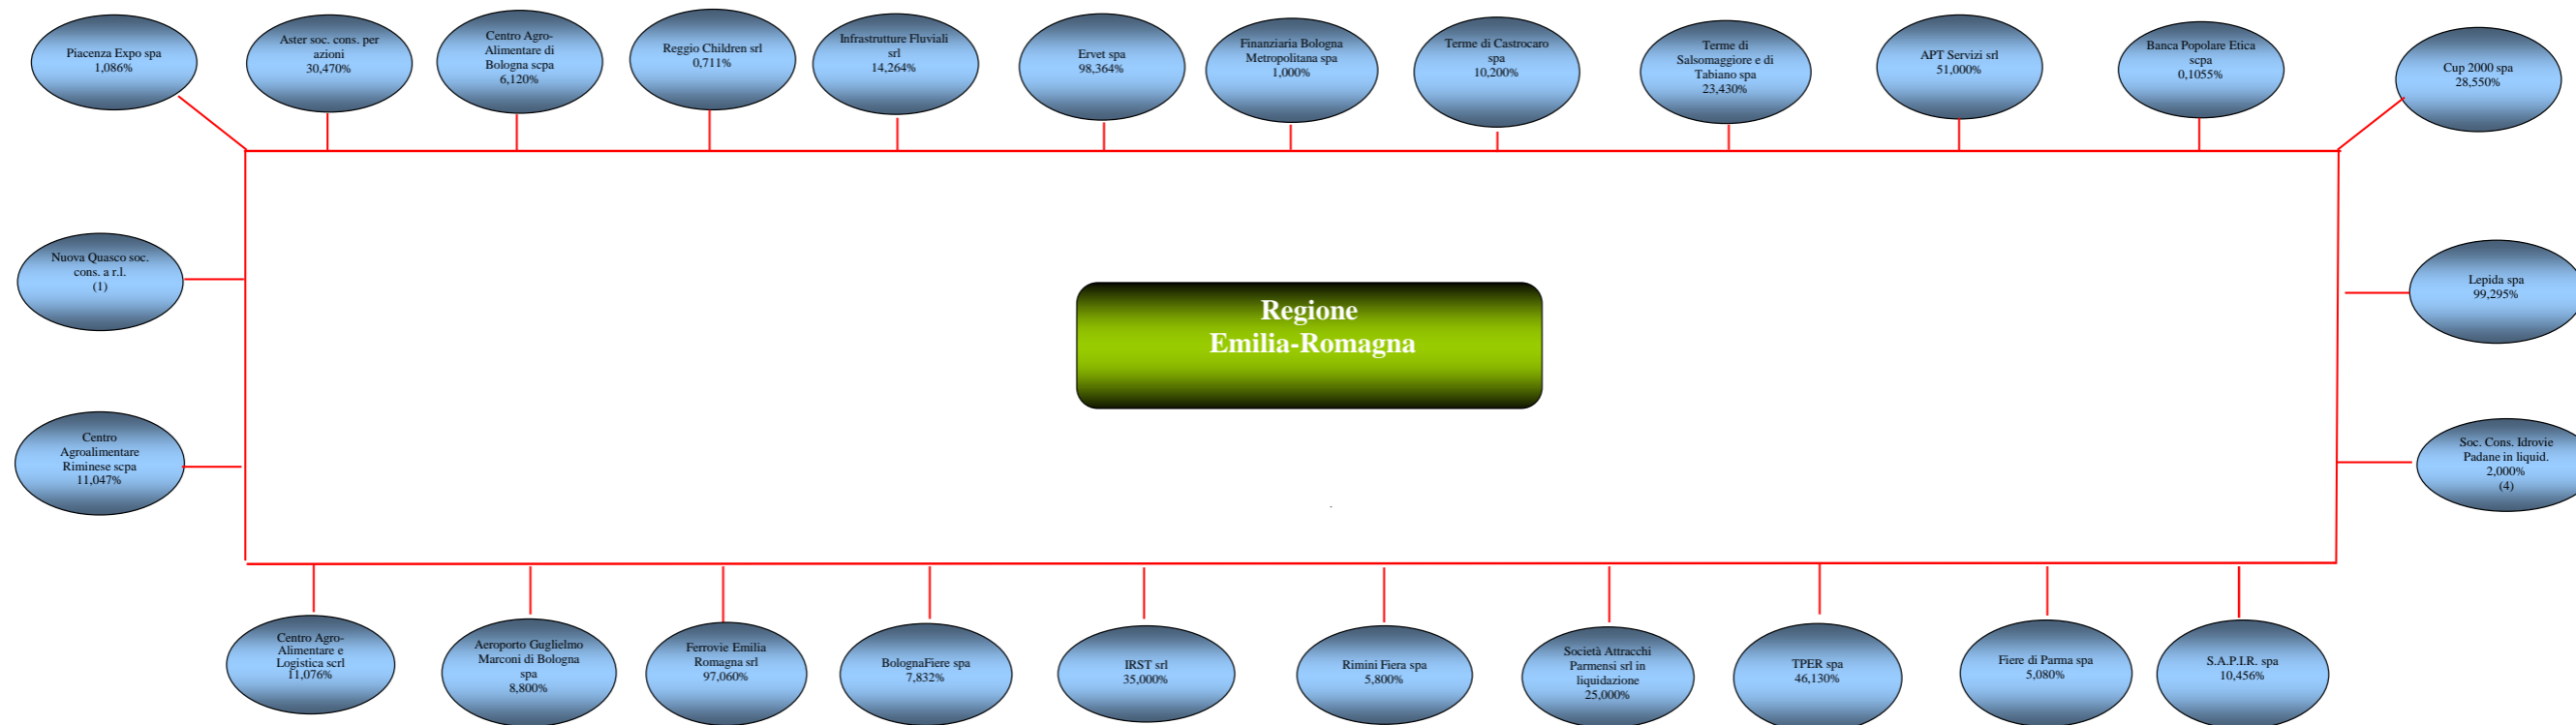 Piacenza Expo spa
1,086%
Aster soc. cons. per
azioni
30,470%
Centro Agro-
Alimentare di
Bologna scpa
6,120%
Reggio Children srl
0,711%
Infrastrutture Fluviali
srl
14,264%
Ervet spa
98,364%
Finanziaria Bologna
Metropolitana spa
1,000%
Terme di Castrocaro
spa
10,200%
Terme di
Salsomaggiore e di
Tabiano spa
23,430%
APT Servizi srl
51,000%
Banca Popolare Etica
scpa
0,1055%
Cup 2000 spa
28,550%
Nuova Quasco soc.
cons. a r.l.
(1)
Regione
Emilia-Romagna
Lepida spa
99,295%
Centro
Agroalimentare
Riminese scpa
11,047%
Soc. Cons. Idrovie
Padane in liquid.
2,000%
(4)
Centro Agro-
Alimentare e
Logistica scrl
11,076%
Aeroporto Guglielmo
Marconi di Bologna
spa
8,800%
Ferrovie Emilia
Romagna srl
97,060%
BolognaFiere spa
7,832%
IRST srl
35,000%
Rimini Fiera spa
5,800%
Società Attracchi
Parmensi srl in
liquidazione
25,000%
TPER spa
46,130%
Fiere di Parma spa
5,080%
S.A.P.I.R. spa
10,456%